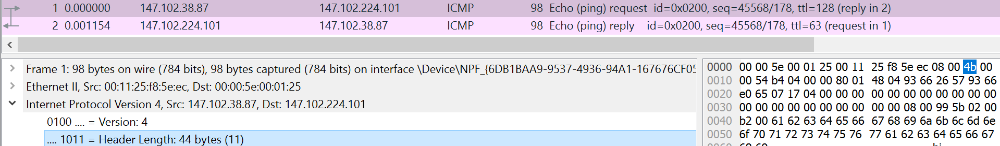 1 0.000000 147.102.38.87 147.102.224.101 ICMP 98 Echo (ping) request id=0x0200, seq=45568/178, ttl=128 (reply in 2)
2 0.001154 147.102.224.101 147.102.38.87 ICMP 98 Echo (ping) reply id=0x0200, seq=45568/178, ttl=63 (request in 1)
Frame 1: 98 bytes on wire (784 bits), 98 bytes captured (784 bits) on interface \Device\NPF_{6DB1BAA9-9537-4936-94A1-167676CF05
Ethernet II, Src: 00:11:25:f8:5e:ec, Dst: 00:00:5e:00:01:25
Internet Protocol Version 4, Src: 147.102.38.87, Dst: 147.102.224.101
0100 .... = Version: 4
.... 1011 = Header Length: 44 bytes (11)
0000 00 00 5e 00 01 25 00 11 25 f8 5e ec 08 00 4b 00
0010 00 54 b4 04 00 00 80 01 48 04 93 66 26 57 93 66
0020 e0 65 07 17 04 00 00 00 00 00 00 00 00 00 00 00
0030 00 00 00 00 00 00 00 00 00 00 08 00 99 5b 02 00
0040 b2 00 61 62 63 64 65 66 67 68 69 6a 6b 6c 6d 6e
0050 6f 70 71 72 73 74 75 76 77 61 62 63 64 65 66 67